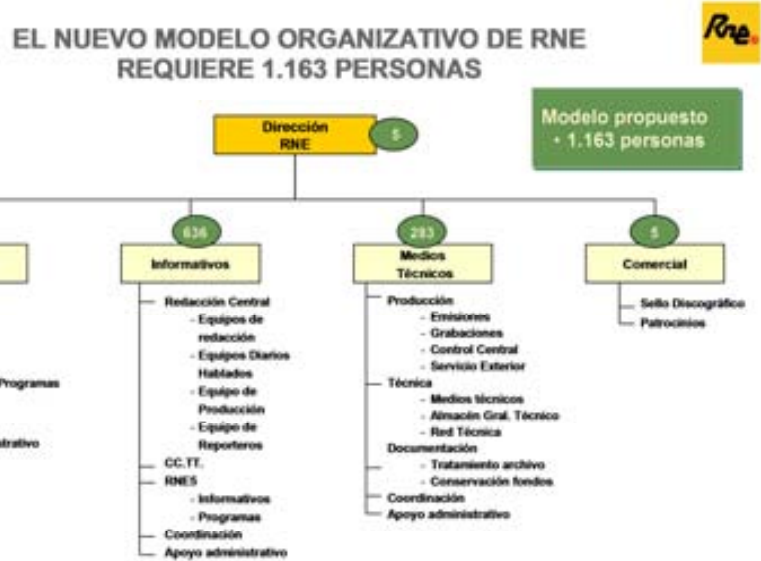 EL NUEVO MODELO ORGANIZATIVO DE RNE
REQUIERE 1.163 PERSONAS
Rne.
Modelo propuesto
• 1.163 personas
Dirección
RNE
5
636
Informativos
Redacción Central
- Equipos de
redacción
- Equipos Diarios
Hablados
- Equipo de
Producción
- Equipo de
Reporteros
CC.TT.
RNES
- Informativos
- Programas
Coordinación
Apoyo administrativo
283
Medios
Técnicos
Producción
- Emisiones
- Grabaciones
- Control Central
- Servicio Exterior
Técnica
- Medios técnicos
- Almacén Gral. Técnico
- Red Técnica
Documentación
- Tratamiento archivo
- Conservación fondos
Coordinación
Apoyo administrativo
5
Comercial
Sello Discográfico
Patrocinios
Programas
strativo